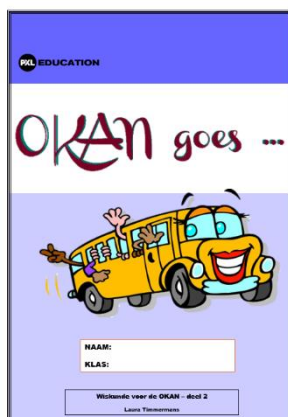 PXL EDUCATION
OKAN goes ...
NAAM:
KLAS:
Wiskunde voor de OKAN – deel 2
Laura Timmermans